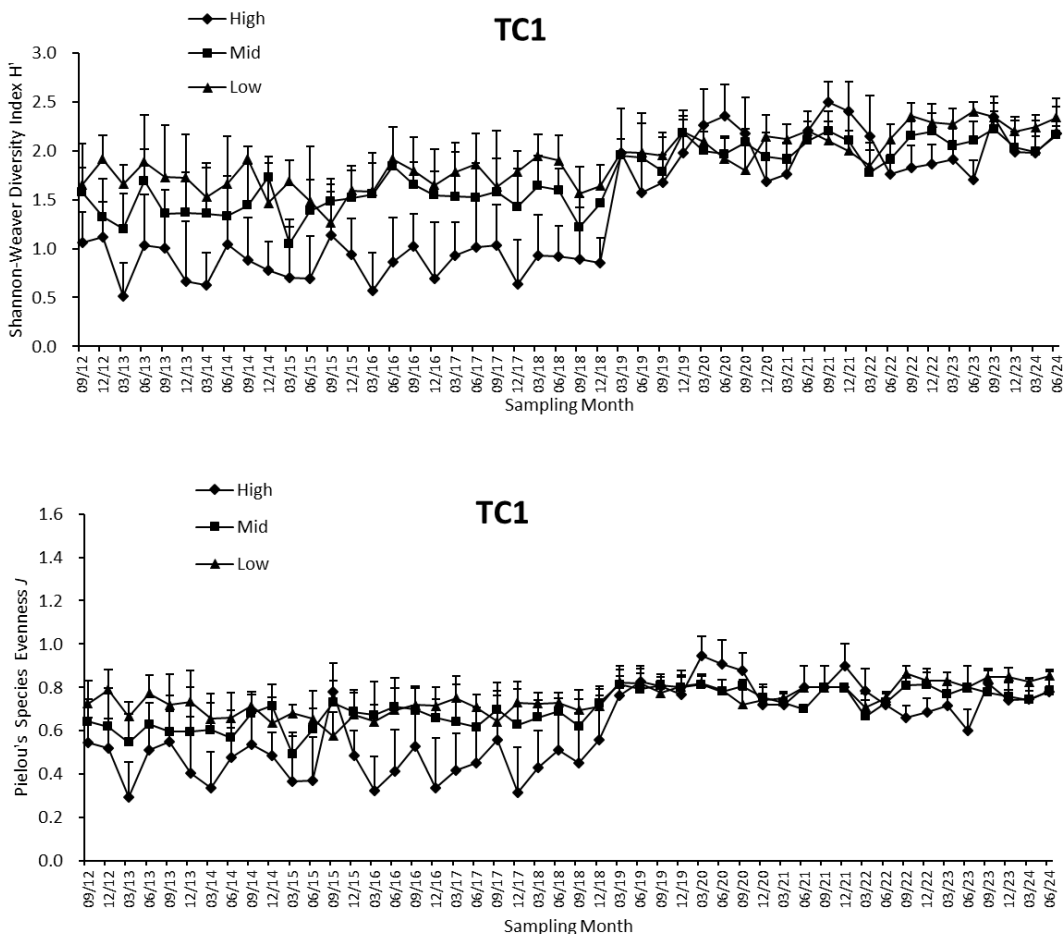 High
Mid
Low
TC1
Shannon-Weaver Diversity Index H'
3.0
2.5
2.0
1.5
1.0
0.5
0.0
09/12 12/12 03/13 06/13 09/13 12/13 03/14 06/14 09/14 12/14 03/15 06/15 09/15 12/15 03/16 06/16 09/16 12/16 03/17 06/17 09/17 12/17 03/18 06/18 09/18 12/18 03/19 06/19 09/19 12/19 03/20 06/20 09/20 12/20 03/21 06/21 09/21 12/21 03/22 06/22 09/22 12/22 03/23 06/23 09/23 12/23 03/24 06/24
Sampling Month
High
Mid
Low
TC1
Pielou's Species Evenness J
1.6
1.4
1.2
1.0
0.8
0.6
0.4
0.2
0.0
09/12 12/12 03/13 06/13 09/13 12/13 03/14 06/14 09/14 12/14 03/15 06/15 09/15 12/15 03/16 06/16 09/16 12/16 03/17 06/17 09/17 12/17 03/18 06/18 09/18 12/18 03/19 06/19 09/19 12/19 03/20 06/20 09/20 12/20 03/21 06/21 09/21 12/21 03/22 06/22 09/22 12/22 03/23 06/23 09/23 12/23 03/24 06/24
Sampling Month